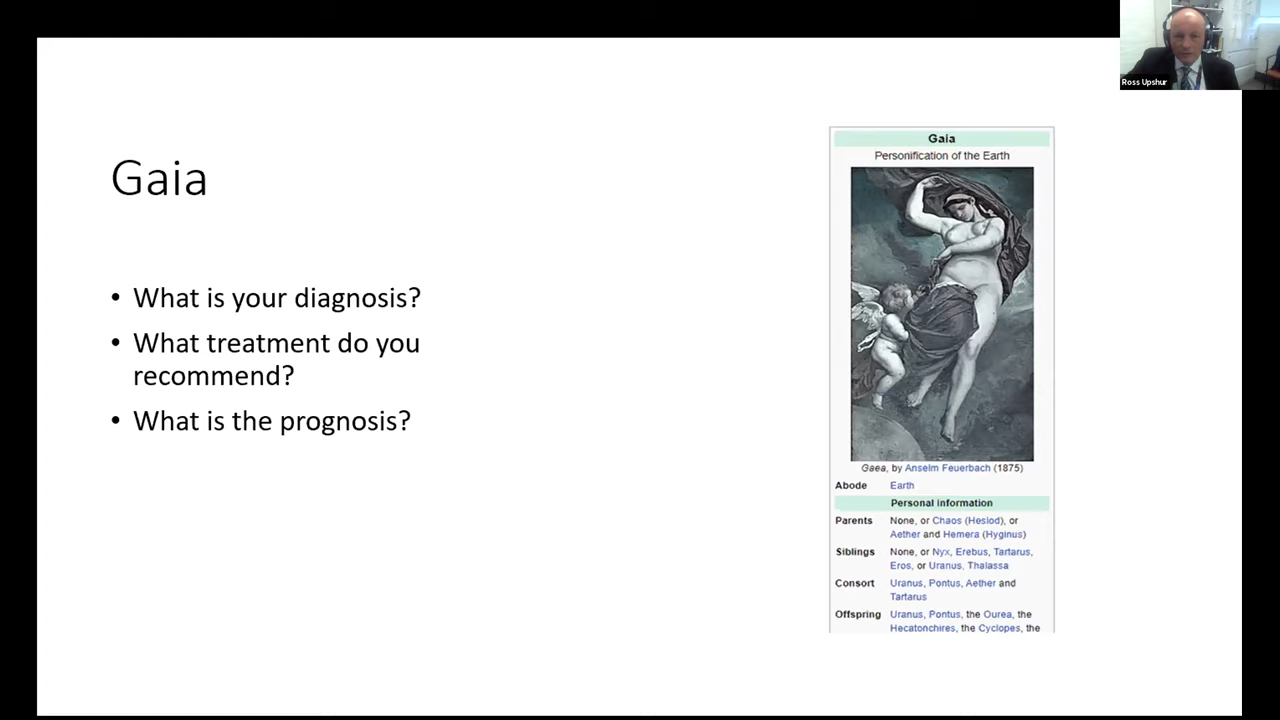 Ross Upshur
Gaia
• What is your diagnosis?
• What treatment do you
recommend?
• What is the prognosis?
Gaia
Personification of the Earth
Gaea, by Anselm Feuerbach (1875)
Abode Earth
Personal information
Parents None, or Chaos (Hesiod), or
Aether and Hemera (Hyginus)
Siblings None, or Nyx, Erebus, Tartarus,
Eros, or Uranus, Thalassa
Consort Uranus, Pontus, Aether and
Tartarus
Offspring Uranus, Pontus, the Ourea, the
Hecatonchires, the Cyclopes, the